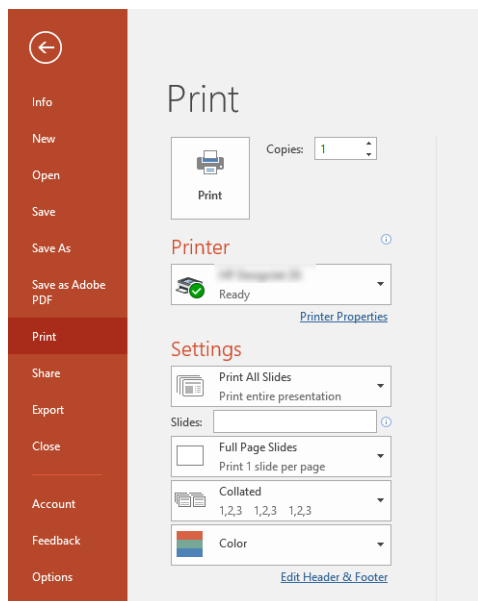 Info
New
Open
Save
Save As
Save as Adobe
PDF
Print
Share
Export
Close
Account
Feedback
Options
Print
Print
Copies: 1
Printer
Ready
Printer Properties
Settings
Print All Slides
Print entire presentation
Slides:
Full Page Slides
Print 1 slide per page
Collated
1,2,3 1,2,3 1,2,3
Color
Edit Header & Footer